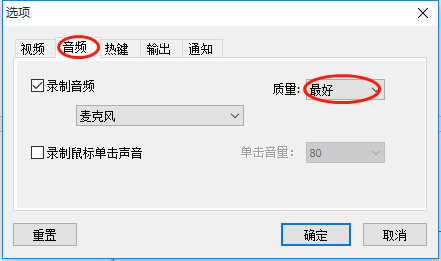 选项
视频 音频 热键 输出 通知
录制音频 质量: 最好
麦克风
录制鼠标单击声音 单击音量: 80
重置 确定 取消